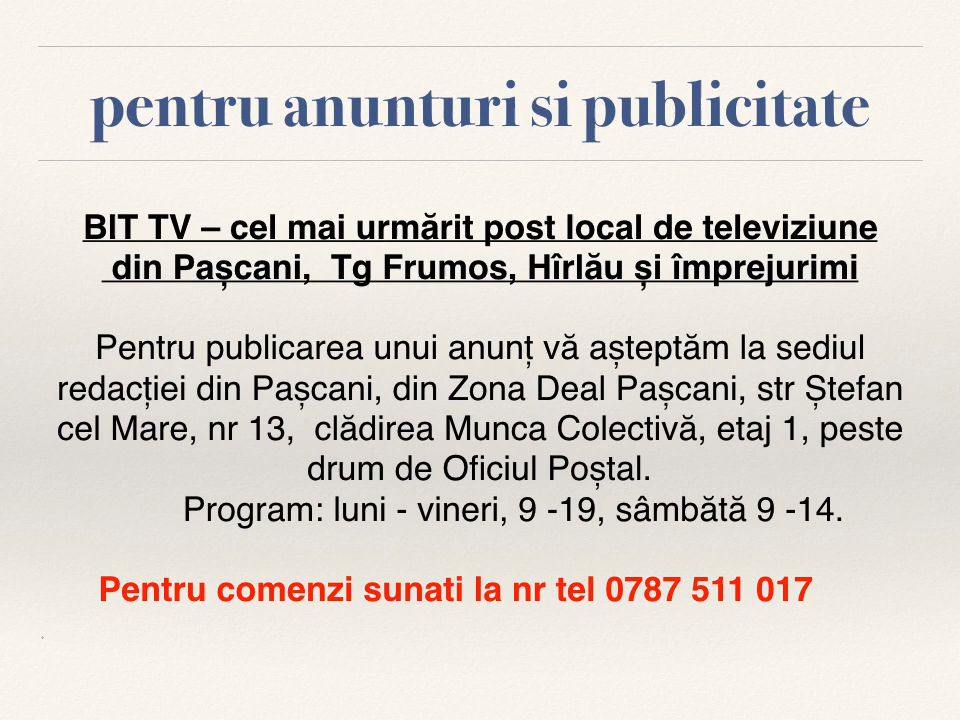 pentru anunturi si publicitate
BIT TV – cel mai urmărit post local de televiziune
din Pașcani,  Tg Frumos, Hîrlău și împrejurimi
Pentru publicarea unui anunț vă așteptăm la sediul
redacției din Pașcani, din Zona Deal Pașcani, str Ștefan
cel Mare, nr 13,  clădirea Munca Colectivă, etaj 1, peste
drum de Oficiul Poștal.
Program: luni - vineri, 9 -19, sâmbătă 9 -14.
Pentru comenzi sunati la nr tel 0787 511 017
.